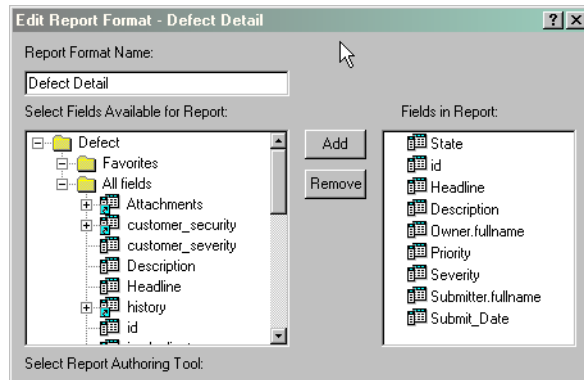 Edit Report Format - Defect Detail
Report Format Name:
Defect Detail
Select Fields Available for Report:
Defect
Favorites
All fields
Attachments
customer_security
customer_severity
Description
Headline
history
id
Add
Remove
Fields in Report:
State
id
Headline
Description
Owner.fullname
Priority
Severity
Submitter.fullname
Submit_Date
Select Report Authoring Tool: